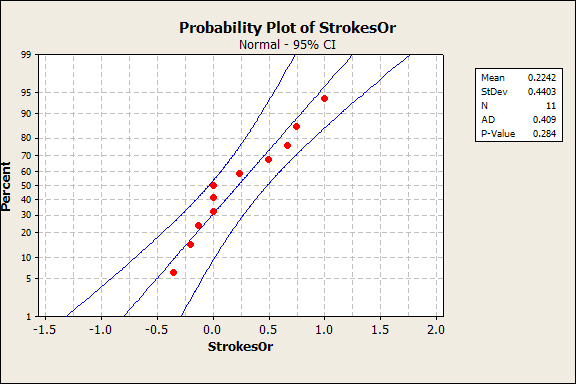 Probability Plot of StrokesOr
Normal - 95% CI
99
95
90
80
70
60
50
40
30
20
10
5
1
Percent
-1.5 -1.0 -0.5 0.0 0.5 1.0 1.5 2.0
StrokesOr
Mean 0.2242
StDev 0.4403
N 11
AD 0.409
P-Value 0.284